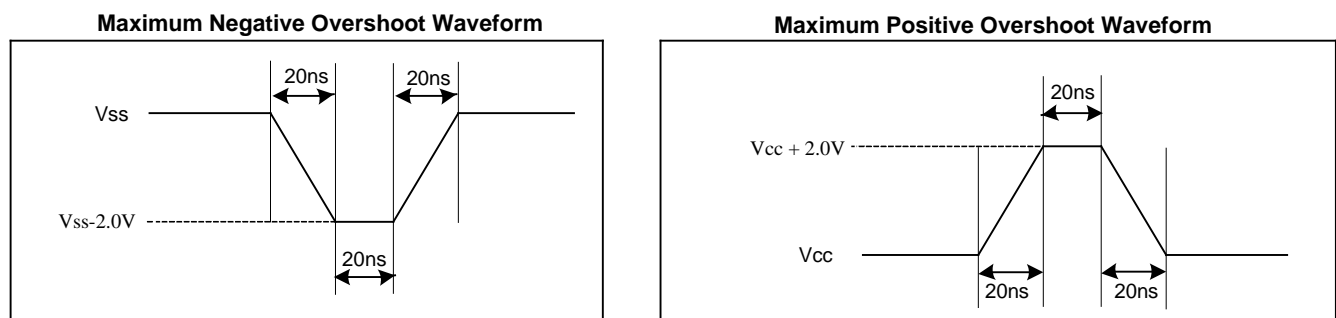 Maximum Negative Overshoot Waveform
20ns
20ns
Vss
Vss-2.0V
20ns
Maximum Positive Overshoot Waveform
20ns
Vcc + 2.0V
Vcc
20ns
20ns